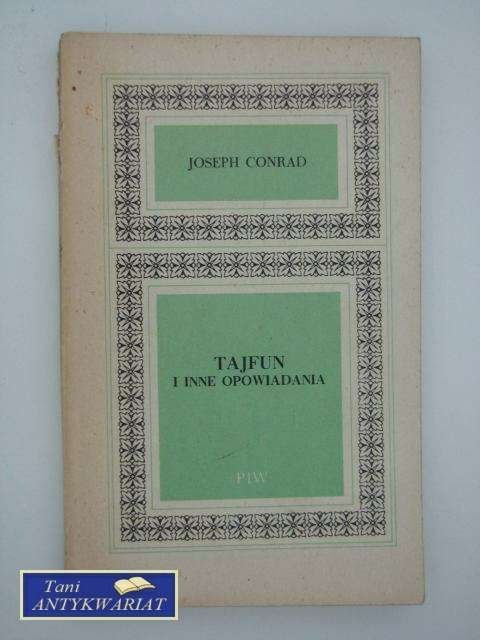 JOSEPH CONRAD
TAJFUN
I INNE OPOWIADANIA
PIW
Tani
ANTYKWARIAT